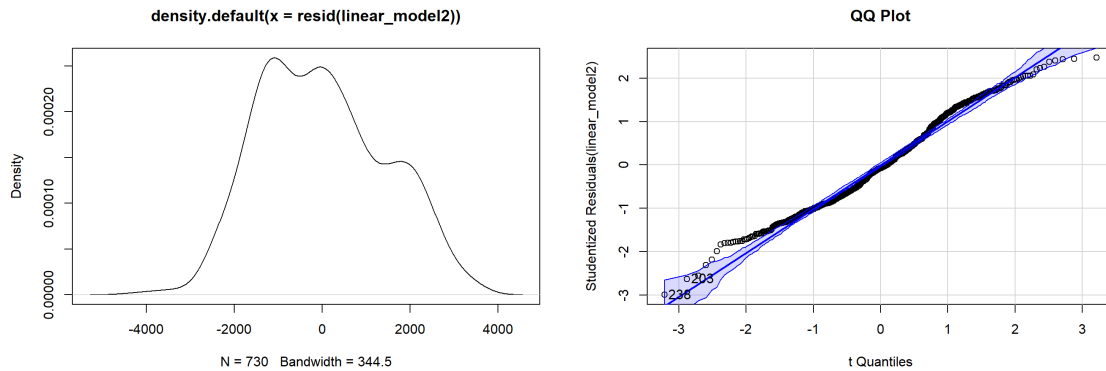 density.default(x = resid(linear_model2))
Density
0.00000
0.00010
0.00020
-4000 -2000 0 2000 4000
N = 730 Bandwidth = 344.5
QQ Plot
Studentized Residuals(linear_model2)
2
1
0
-1
-2
-3
203
238
-3 -2 -1 0 1 2 3
t Quantiles